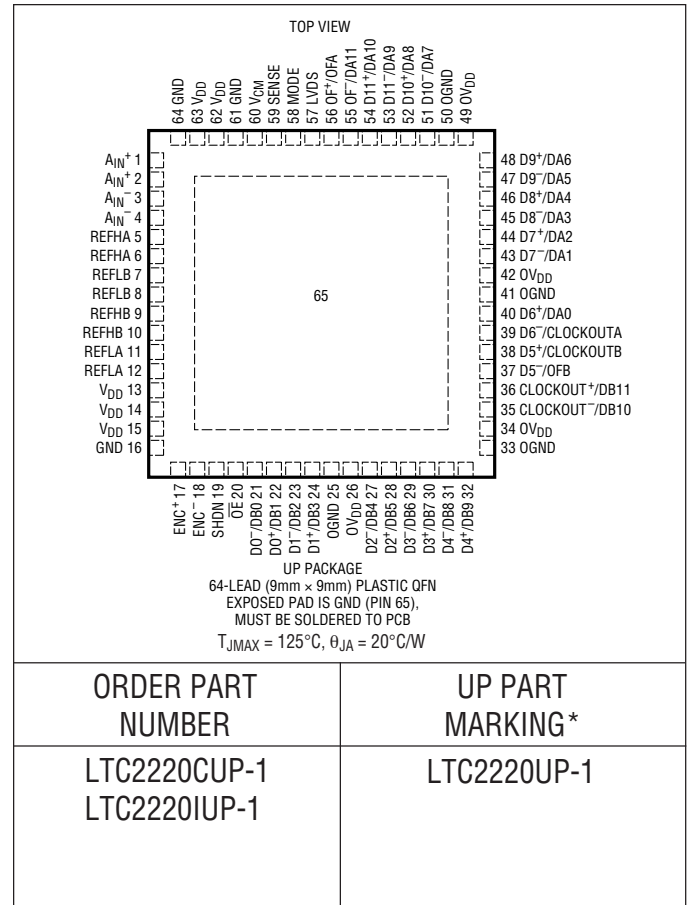 TOP VIEW
64 GND
63 VDD
62 VDD
61 GND
60 VCM
59 SENSE
58 MODE
57 LVDS
56 OF+/OFA
55 OF–/DA11
54 D11+/DA10
53 D11–/DA9
52 D10+/DA8
51 D10–/DA7
50 OGND
49 OVDD
AIN+ 1
AIN+ 2
AIN– 3
AIN– 4
REFHA 5
REFHA 6
REFLB 7
REFLB 8
REFHB 9
REFHB 10
REFLA 11
REFLA 12
VDD 13
VDD 14
VDD 15
GND 16
65
48 D9+/DA6
47 D9–/DA5
46 D8+/DA4
45 D8–/DA3
44 D7+/DA2
43 D7–/DA1
42 OVDD
41 OGND
40 D6+/DA0
39 D6–/CLOCKOUTA
38 D5+/CLOCKOUTB
37 D5–/OFB
36 CLOCKOUT+/DB11
35 CLOCKOUT–/DB10
34 OVDD
33 OGND
ENC+ 17
ENC– 18
SHDN 19
O̅E̅ 20
D0–/DB0 21
D0+/DB1 22
D1–/DB2 23
D1+/DB3 24
OGND 25
OVDD 26
D2–/DB4 27
D2+/DB5 28
D3–/DB6 29
D3+/DB7 30
D4–/DB8 31
D4+/DB9 32
UP PACKAGE
64-LEAD (9mm × 9mm) PLASTIC QFN
EXPOSED PAD IS GND (PIN 65),
MUST BE SOLDERED TO PCB
TJMAX = 125°C, θJA = 20°C/W
ORDER PART
NUMBER
UP PART
MARKING*
LTC2220CUP-1
LTC2220IUP-1
LTC2220UP-1